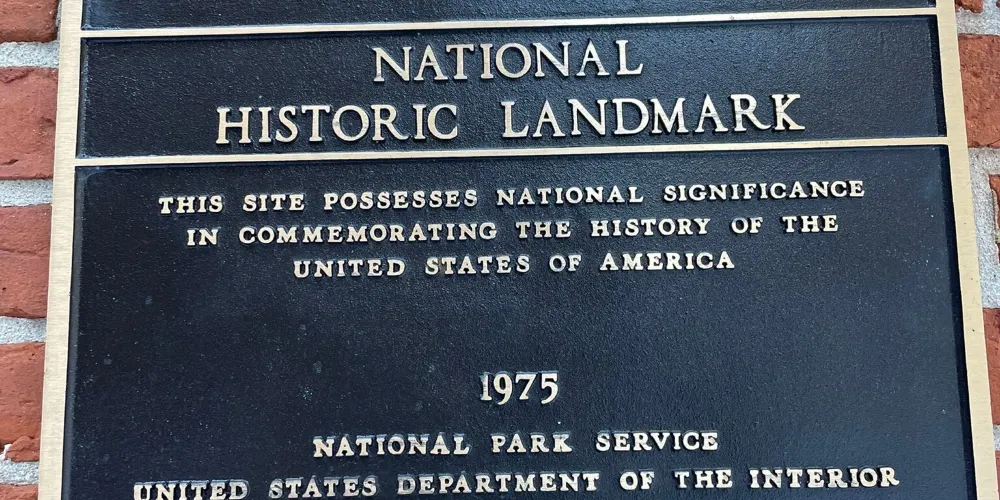 NATIONAL
HISTORIC LANDMARK
THIS SITE POSSESSES NATIONAL SIGNIFICANCE
IN COMMEMORATING THE HISTORY OF THE
UNITED STATES OF AMERICA
1975
NATIONAL PARK SERVICE
UNITED STATES DEPARTMENT OF THE INTERIOR